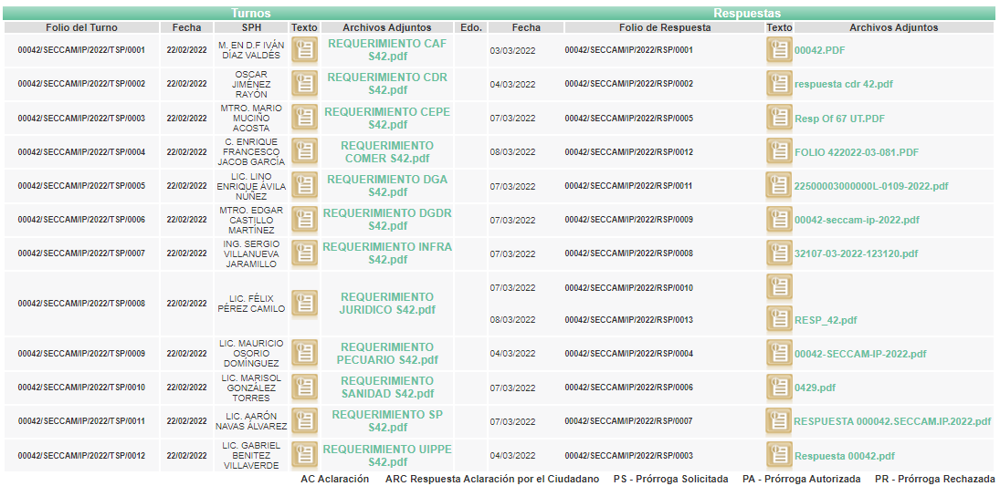 Turnos Respuestas
Folio del Turno Fecha SPH Texto Archivos Adjuntos Edo. Fecha Folio de Respuesta Texto Archivos Adjuntos
00042/SECCAM/IP/2022/TSP/0001 22/02/2022 M. EN D.F IVÁN DÍAZ VALDÉS REQUERIMIENTO CAF S42.pdf 03/03/2022 00042/SECCAM/IP/2022/RSP/0001 00042.PDF
00042/SECCAM/IP/2022/TSP/0002 22/02/2022 OSCAR JIMÉNEZ RAYÓN REQUERIMIENTO CDR S42.pdf 04/03/2022 00042/SECCAM/IP/2022/RSP/0002 respuesta cdr 42.pdf
00042/SECCAM/IP/2022/TSP/0003 22/02/2022 MTRO. MARIO MUCIÑO ACOSTA REQUERIMIENTO CEPE S42.pdf 07/03/2022 00042/SECCAM/IP/2022/RSP/0005 Resp Of 67 UT.PDF
00042/SECCAM/IP/2022/TSP/0004 22/02/2022 C. ENRIQUE FRANCESCO JACOB GARCÍA REQUERIMIENTO COMER S42.pdf 08/03/2022 00042/SECCAM/IP/2022/RSP/0012 FOLIO 422022-03-081.PDF
00042/SECCAM/IP/2022/TSP/0005 22/02/2022 LIC. LINO ENRIQUE ÁVILA NÚÑEZ REQUERIMIENTO DGA S42.pdf 07/03/2022 00042/SECCAM/IP/2022/RSP/0011 22500003000000L-0109-2022.pdf
00042/SECCAM/IP/2022/TSP/0006 22/02/2022 MTRO. EDGAR CASTILLO MARTÍNEZ REQUERIMIENTO DGDR S42.pdf 07/03/2022 00042/SECCAM/IP/2022/RSP/0009 00042-seccam-ip-2022.pdf
00042/SECCAM/IP/2022/TSP/0007 22/02/2022 ING. SERGIO VILLANUEVA JARAMILLO REQUERIMIENTO INFRA S42.pdf 07/03/2022 00042/SECCAM/IP/2022/RSP/0008 32107-03-2022-123120.pdf
00042/SECCAM/IP/2022/TSP/0008 22/02/2022 LIC. FÉLIX PÉREZ CAMILO REQUERIMIENTO JURIDICO S42.pdf 07/03/2022 00042/SECCAM/IP/2022/RSP/0010
08/03/2022 00042/SECCAM/IP/2022/RSP/0013 RESP_42.pdf
00042/SECCAM/IP/2022/TSP/0009 22/02/2022 LIC. MAURICIO OSORIO DOMÍNGUEZ REQUERIMIENTO PECUARIO S42.pdf 04/03/2022 00042/SECCAM/IP/2022/RSP/0004 00042-SECCAM-IP-2022.pdf
00042/SECCAM/IP/2022/TSP/0010 22/02/2022 LIC. MARISOL GONZÁLEZ TORRES REQUERIMIENTO SANIDAD S42.pdf 07/03/2022 00042/SECCAM/IP/2022/RSP/0006 0429.pdf
00042/SECCAM/IP/2022/TSP/0011 22/02/2022 LIC. AARÓN NAVAS ÁLVAREZ REQUERIMIENTO SP S42.pdf 07/03/2022 00042/SECCAM/IP/2022/RSP/0007 RESPUESTA 000042.SECCAM.IP.2022.pdf
00042/SECCAM/IP/2022/TSP/0012 22/02/2022 LIC. GABRIEL BENITEZ VILLAVERDE REQUERIMIENTO UIPPE S42.pdf 04/03/2022 00042/SECCAM/IP/2022/RSP/0003 Respuesta 00042.pdf
AC Aclaración ARC Respuesta Aclaración por el Ciudadano PS - Prórroga Solicitada PA - Prórroga Autorizada PR - Prórroga Rechazada